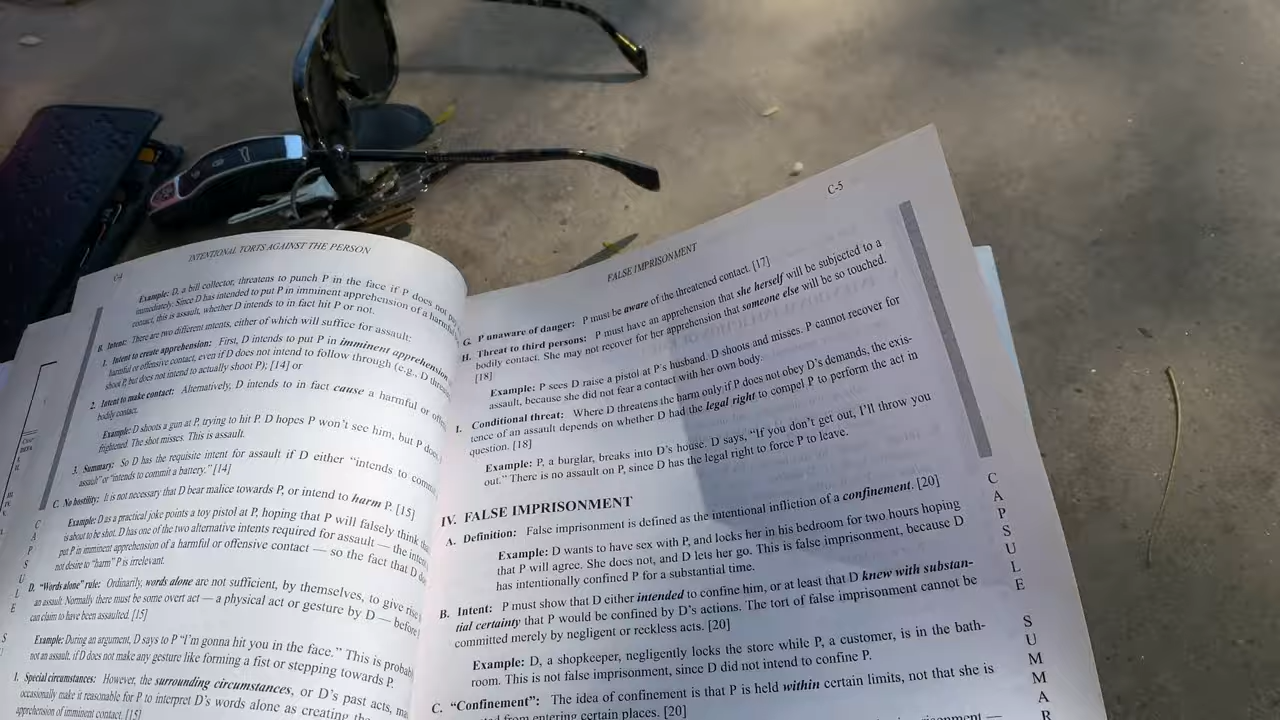 C-4
INTENTIONAL TORTS AGAINST THE PERSON
Example: D, a bill collector, threatens to punch P in the face if P does not pay
immediately. Since D has intended to put P in imminent apprehension of a harmful
contact, this is assault, whether D intends to in fact hit P or not.
B. Intent: There are two different intents, either of which will suffice for assault:
1. Intent to create apprehension: First, D intends to put P in imminent apprehension
harmful or offensive contact, even if D does not intend to follow through (e.g., D
shoot P, but does not intend to actually shoot P); [14] or
2. Intent to make contact: Alternatively, D intends to in fact cause a harmful or
bodily contact.
Example: D shoots a gun at P, trying to hit P. D hopes P won't see him, but P does.
frightened. The shot misses. This is assault.
3. Summary: So D has the requisite intent for assault if D either "intends to
assault" or "intends to commit a battery." [14]
C. No hostility: It is not necessary that D bear malice towards P, or intend to harm P. [15]
Example: D as a practical joke points a toy pistol at P, hoping that P will falsely think
is about to be shot. D has one of the two alternative intents required for assault — the
put P in imminent apprehension of a harmful or offensive contact — so the fact that D
not desire to "harm" P is irrelevant.
D. "Words alone" rule: Ordinarily, words alone are not sufficient, by themselves, to give
an assault. Normally there must be some overt act — a physical act or gesture by D — before
can claim to have been assaulted. [15]
Example: During an argument, D says to P "I'm gonna hit you in the face." This is
not an assault, if D does not make any gesture like forming a fist or stepping towards P.
1. Special circumstances: However, the surrounding circumstances, or D's past acts,
occasionally make it reasonable for P to interpret D's words alone as creating the
apprehension of imminent contact. [15]
CAPSULE
FALSE IMPRISONMENT
C-5
G. P unaware of danger: P must be aware of the threatened contact. [17]
H. Threat to third persons: P must have an apprehension that she herself will be subjected to a
bodily contact. She may not recover for her apprehension that someone else will be so touched.
[18]
Example: P sees D raise a pistol at P's husband. D shoots and misses. P cannot recover for
assault, because she did not fear a contact with her own body.
I. Conditional threat: Where D threatens the harm only if P does not obey D's demands, the exis-
tence of an assault depends on whether D had the legal right to compel P to perform the act in
question. [18]
Example: P, a burglar, breaks into D's house. D says, "If you don't get out, I'll throw you
out." There is no assault on P, since D has the legal right to force P to leave.
IV. FALSE IMPRISONMENT
A. Definition: False imprisonment is defined as the intentional infliction of a confinement. [20]
Example: D wants to have sex with P, and locks her in his bedroom for two hours hoping
that P will agree. She does not, and D lets her go. This is false imprisonment, because D
has intentionally confined P for a substantial time.
B. Intent: P must show that D either intended to confine him, or at least that D knew with substan-
tial certainty that P would be confined by D's actions. The tort of false imprisonment cannot be
committed merely by negligent or reckless acts. [20]
Example: D, a shopkeeper, negligently locks the store while P, a customer, is in the bath-
room. This is not false imprisonment, since D did not intend to confine P.
C. "Confinement": The idea of confinement is that P is held within certain limits, not that she is
from entering certain places. [20]
CAPSULE SUMMAR